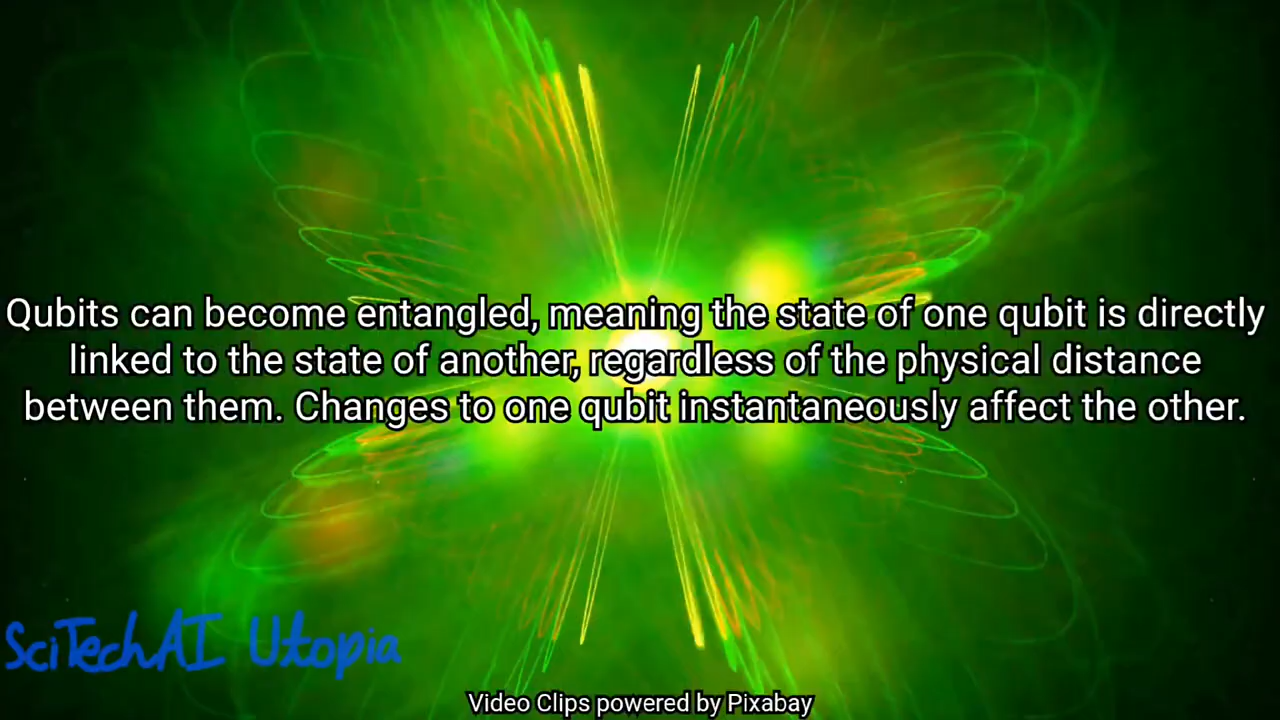 Qubits can become entangled, meaning the state of one qubit is directly
linked to the state of another, regardless of the physical distance
between them. Changes to one qubit instantaneously affect the other.
SciTechAI Utopia
Video Clips powered by Pixabay